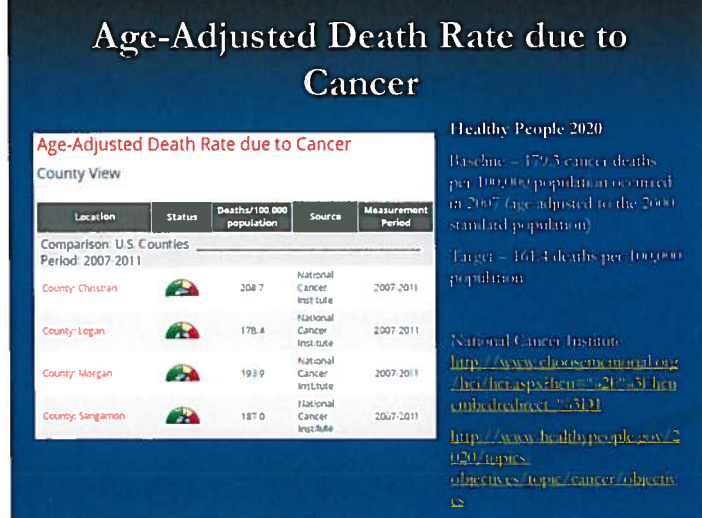 Age-Adjusted Death Rate due to
Cancer
Age-Adjusted Death Rate due to Cancer
County View
Location Status Deaths/100,000 population Source Measurement Period
Comparison: U.S. Counties
Period: 2007-2011
County: Christian 208.7 National Cancer Institute 2007-2011
County: Logan 178.4 National Cancer Institute 2007-2011
County: Morgan 193.9 National Cancer Institute 2007-2011
County: Sangamon 187.0 National Cancer Institute 2007-2011
Healthy People 2020
Baseline – 179.3 cancer deaths
per 100,000 population occurred
in 2007 (age adjusted to the 2000
standard population)
Target – 161.4 deaths per 100,000
population
National Cancer Institute
http://www.choosememorial.org
http://www.healthypeople.gov/2
020/topics-
objectives/topic/cancer/objectiv
es